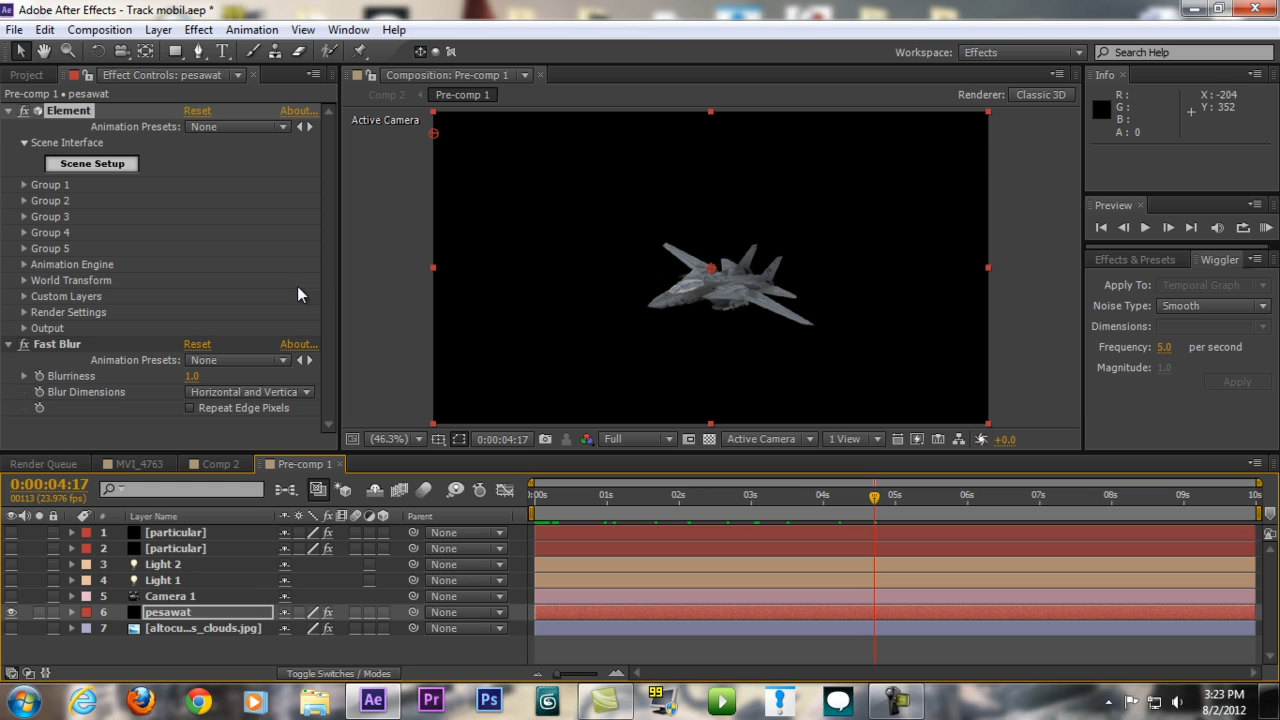 Adobe After Effects - Track mobil.aep *
File Edit Composition Layer Effect Animation View Window Help
Workspace: Effects
Search Help
Project Effect Controls: pesawat
Pre-comp 1 • pesawat
Element Reset About...
Animation Presets: None
Scene Interface
Scene Setup
Group 1
Group 2
Group 3
Group 4
Group 5
Animation Engine
World Transform
Custom Layers
Render Settings
Output
Fast Blur Reset About...
Animation Presets: None
Blurriness 1.0
Blur Dimensions Horizontal and Vertica
Repeat Edge Pixels
Composition: Pre-comp 1
Comp 2 Pre-comp 1
Renderer: Classic 3D
Active Camera
(46.3%) 0:00:04:17 Full Active Camera 1 View +0.0
Info
R: X: -204
G: Y: 352
B:
A: 0
Preview
Effects & Presets Wiggler
Apply To: Temporal Graph
Noise Type: Smooth
Dimensions:
Frequency: 5.0 per second
Magnitude: 1.0
Apply
Render Queue MVI_4763 Comp 2 Pre-comp 1
0:00:04:17
00113 (23.976 fps)
):00s 01s 02s 03s 04s 05s 06s 07s 08s 09s 10s
# Layer Name Parent
1 [particular] None
2 [particular] None
3 Light 2 None
4 Light 1 None
5 Camera 1 None
6 pesawat None
7 [altocu...s_clouds.jpg] None
Toggle Switches / Modes
Ae Pr Ps 99
3:23 PM
8/2/2012